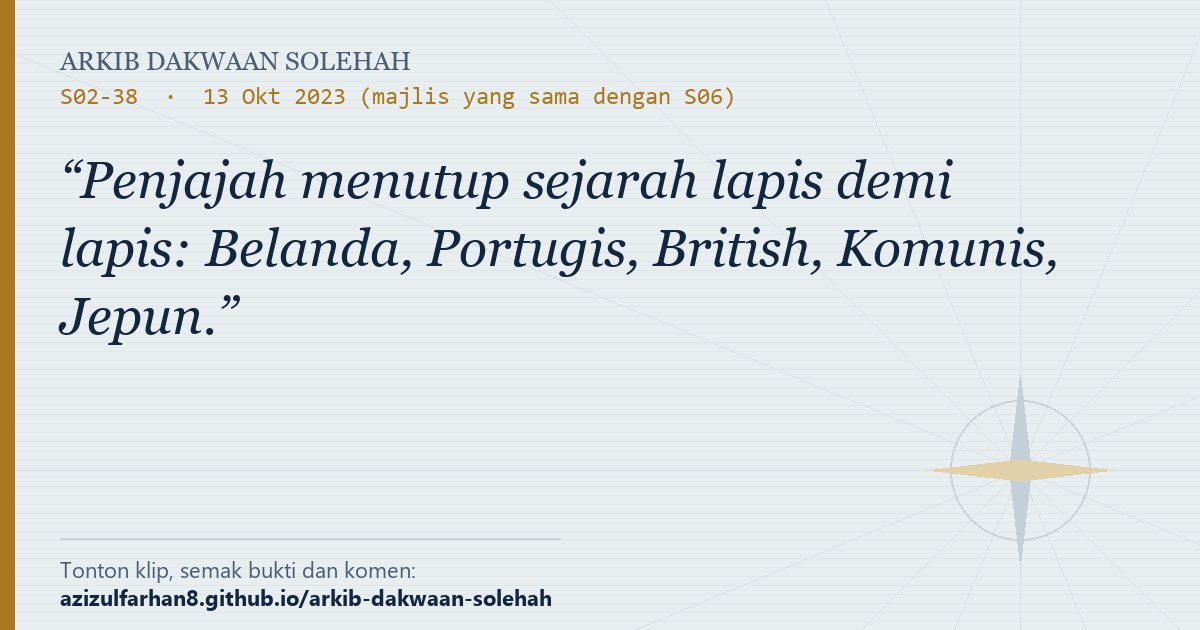 ARKIB DAKWAAN SOLEHAH
S02-38 · 13 Okt 2023 (majlis yang sama dengan S06)
“Penjajah menutup sejarah lapis demi
lapis: Belanda, Portugis, British, Komunis,
Jepun.”
Tonton klip, semak bukti dan komen:
azizulfarhan8.github.io/arkib-dakwaan-solehah